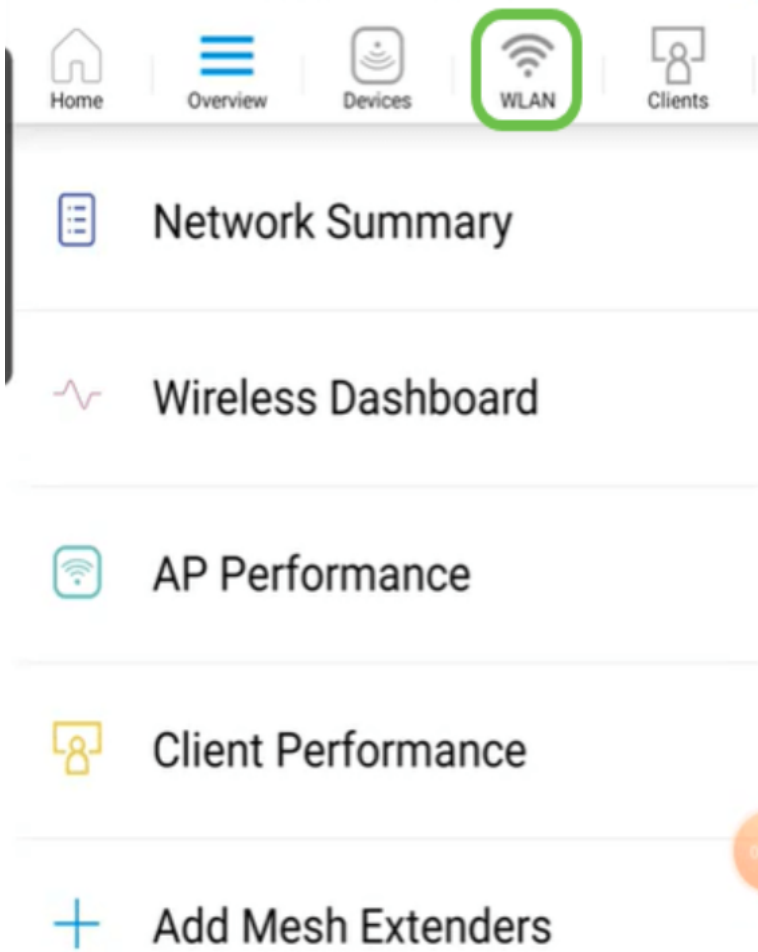 Home Overview Devices WLAN Clients
Network Summary
Wireless Dashboard
AP Performance
Client Performance
Add Mesh Extenders